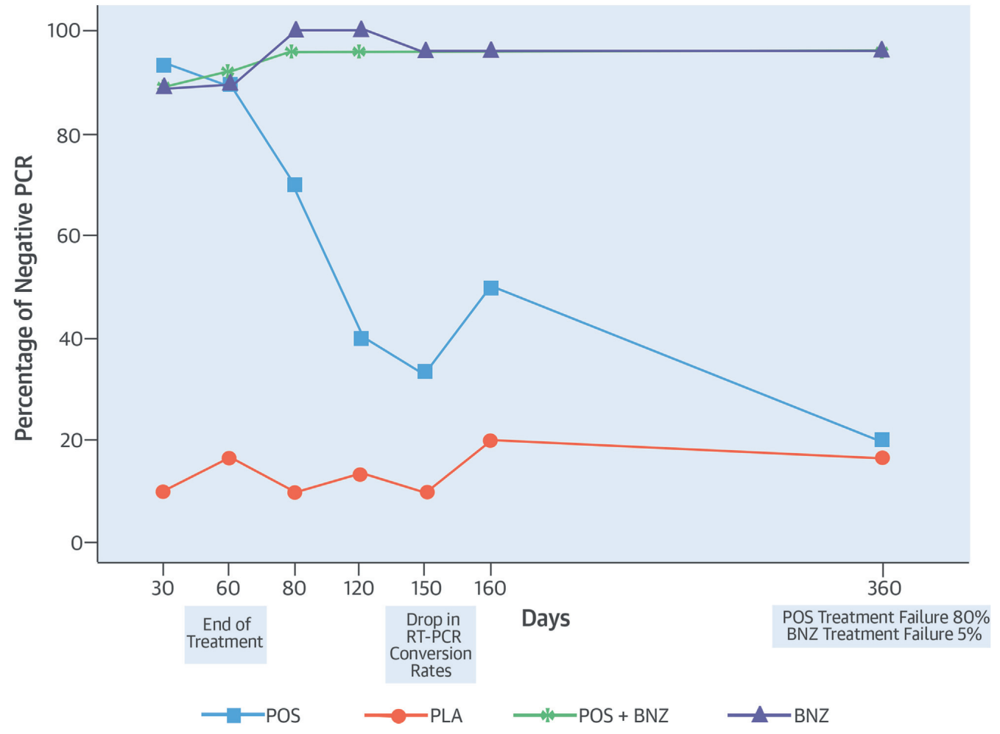 Percentage of Negative PCR
100
80
60
40
20
0
30 60 80 120 150 160 360
Days
End of
Treatment
Drop in
RT-PCR
Conversion
Rates
POS Treatment Failure 80%
BNZ Treatment Failure 5%
POS PLA POS + BNZ BNZ